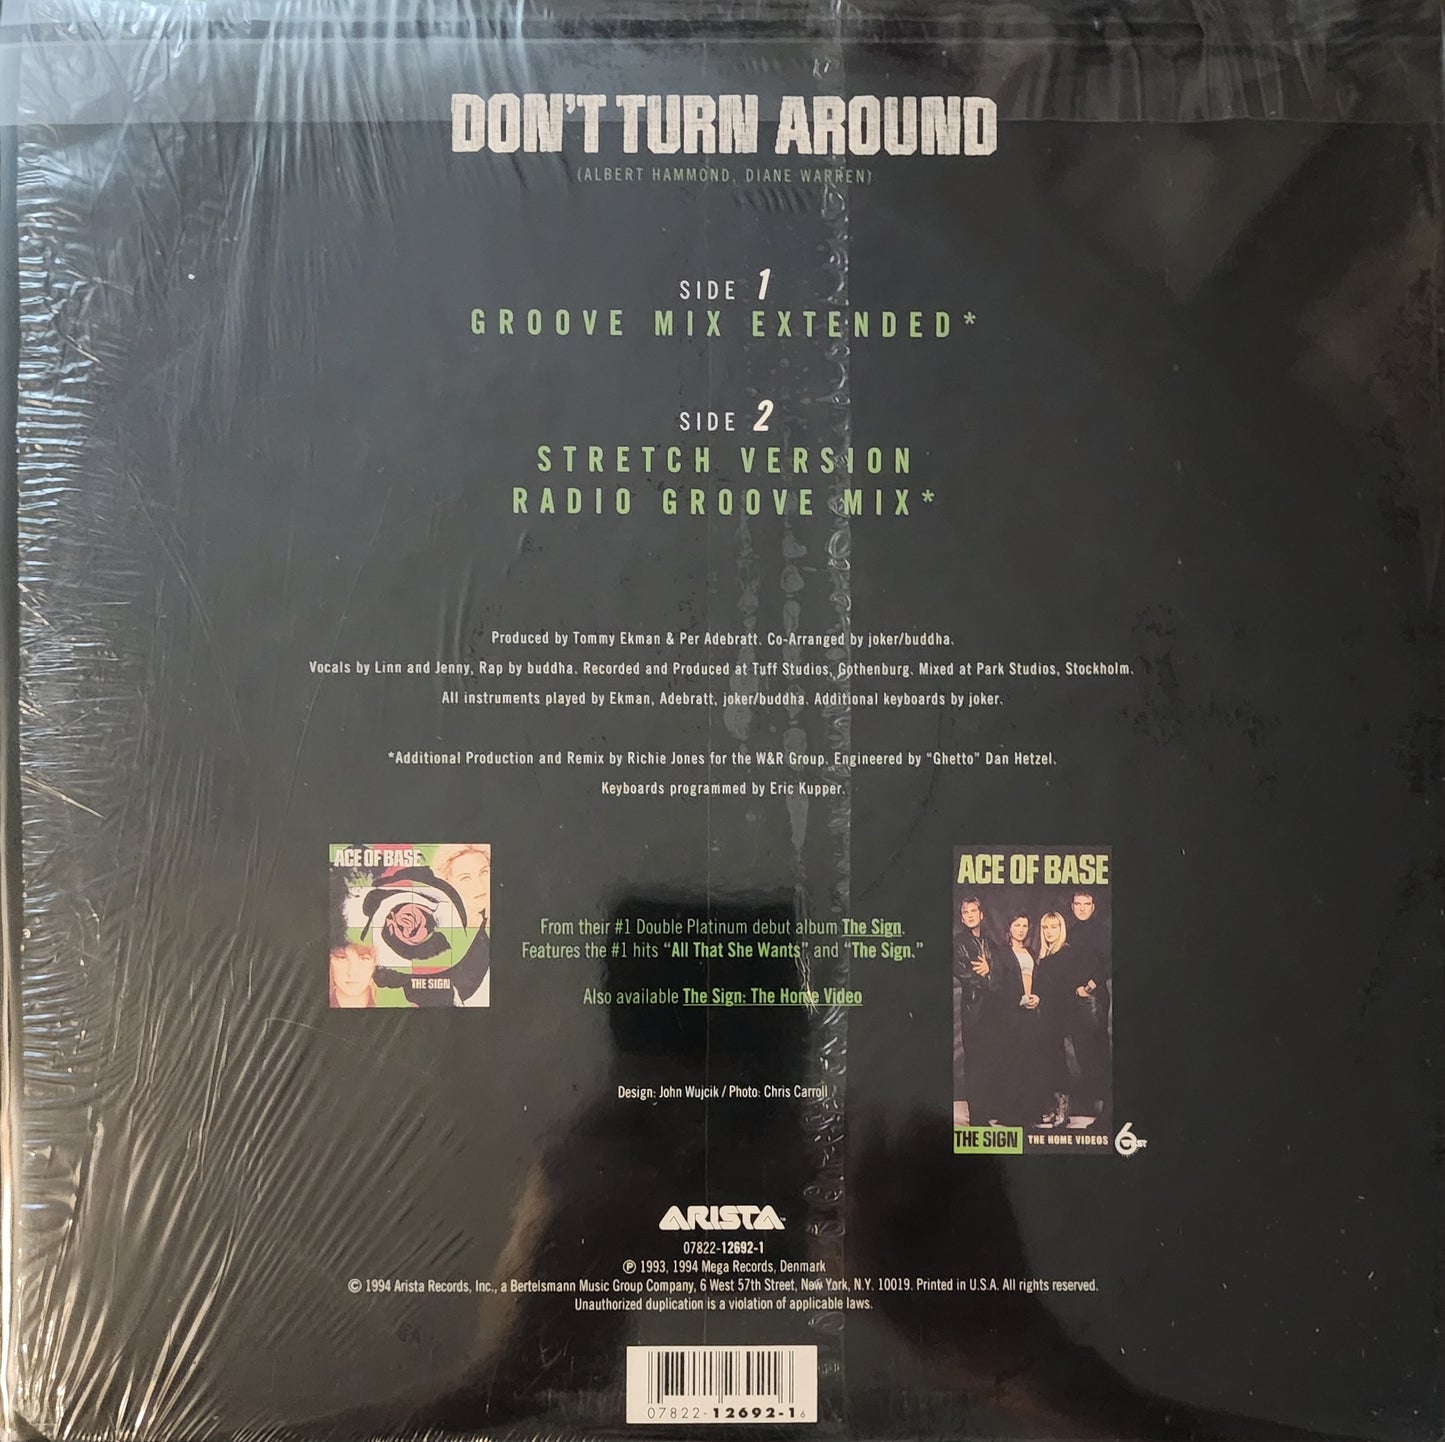 DON'T TURN AROUND
(ALBERT HAMMOND, DIANE WARREN)
SIDE 1
GROOVE MIX EXTENDED*
SIDE 2
STRETCH VERSION
RADIO GROOVE MIX*
Produced by Tommy Ekman & Per Adebratt. Co-Arranged by joker/buddha.
Vocals by Linn and Jenny, Rap by buddha. Recorded and Produced at Tuff Studios, Gothenburg. Mixed at Park Studios, Stockholm.
All instruments played by Ekman, Adebratt, joker/buddha. Additional keyboards by joker.
*Additional Production and Remix by Richie Jones for the W&R Group. Engineered by "Ghetto" Dan Hetzel.
Keyboards programmed by Eric Kupper.
ACE OF BASE
THE SIGN
From their #1 Double Platinum debut album The Sign.
Features the #1 hits "All That She Wants" and "The Sign."
Also available The Sign: The Home Video
ACE OF BASE
THE SIGN THE HOME VIDEOS
6 WEST
Design: John Wujcik / Photo: Chris Carroll
ARISTA
07822-12692-1
℗ 1993, 1994 Mega Records, Denmark
© 1994 Arista Records, Inc., a Bertelsmann Music Group Company, 6 West 57th Street, New York, N.Y. 10019. Printed in U.S.A. All rights reserved.
Unauthorized duplication is a violation of applicable laws.
07822-12692-1 6